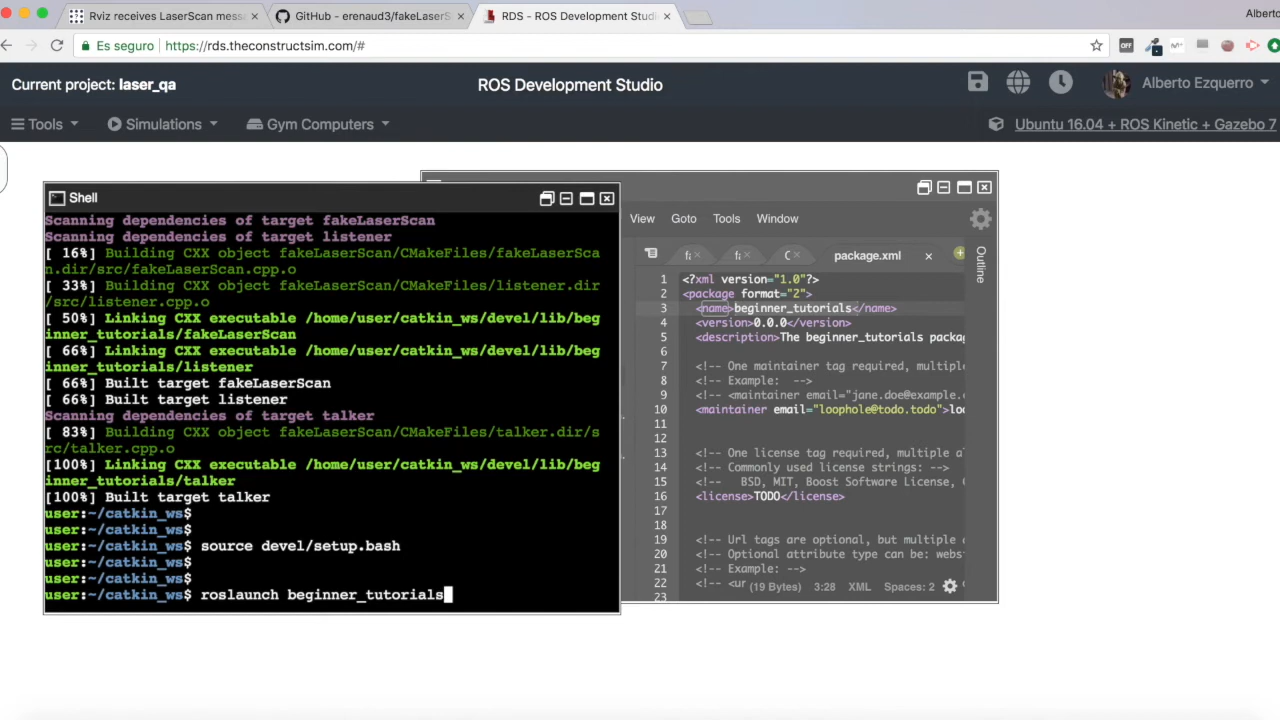 Rviz receives LaserScan messa
GitHub - erenaud3/fakeLaserS
RDS - ROS Development Studio
Alberto
Es seguro
https://rds.theconstructsim.com/#
OFF
Current project: laser_qa
ROS Development Studio
Alberto Ezquerro
Tools
Simulations
Gym Computers
Ubuntu 16.04 + ROS Kinetic + Gazebo 7
Shell
Scanning dependencies of target fakeLaserScan
Scanning dependencies of target listener
[ 16%] Building CXX object fakeLaserScan/CMakeFiles/fakeLaserSca
n.dir/src/fakeLaserScan.cpp.o
[ 33%] Building CXX object fakeLaserScan/CMakeFiles/listener.dir
/src/listener.cpp.o
[ 50%] Linking CXX executable /home/user/catkin_ws/devel/lib/beg
inner_tutorials/fakeLaserScan
[ 66%] Linking CXX executable /home/user/catkin_ws/devel/lib/beg
inner_tutorials/listener
[ 66%] Built target fakeLaserScan
[ 66%] Built target listener
Scanning dependencies of target talker
[ 83%] Building CXX object fakeLaserScan/CMakeFiles/talker.dir/s
rc/talker.cpp.o
[100%] Linking CXX executable /home/user/catkin_ws/devel/lib/beg
inner_tutorials/talker
[100%] Built target talker
user:~/catkin_ws$
user:~/catkin_ws$
user:~/catkin_ws$ source devel/setup.bash
user:~/catkin_ws$
user:~/catkin_ws$
user:~/catkin_ws$ roslaunch beginner_tutorials
View
Goto
Tools
Window
package.xml
Outline
1 <?xml version="1.0"?>
2 <package format="2">
3 <name>beginner_tutorials</name>
4 <version>0.0.0</version>
5 <description>The beginner_tutorials packag
6
7 <!-- One maintainer tag required, multiple
8 <!-- Example: -->
9 <!-- <maintainer email="jane.doe@example.c
10 <maintainer email="loophole@todo.todo">loo
11
12
13 <!-- One license tag required, multiple al
14 <!-- Commonly used license strings: -->
15 <!-- BSD, MIT, Boost Software License, G
16 <license>TODO</license>
17
18
19 <!-- Url tags are optional, but multiple a
20 <!-- Optional attribute type can be: webst
21 <!-- Example: -->
22 <!-- <ur
23
(19 Bytes) 3:28 XML Spaces: 2